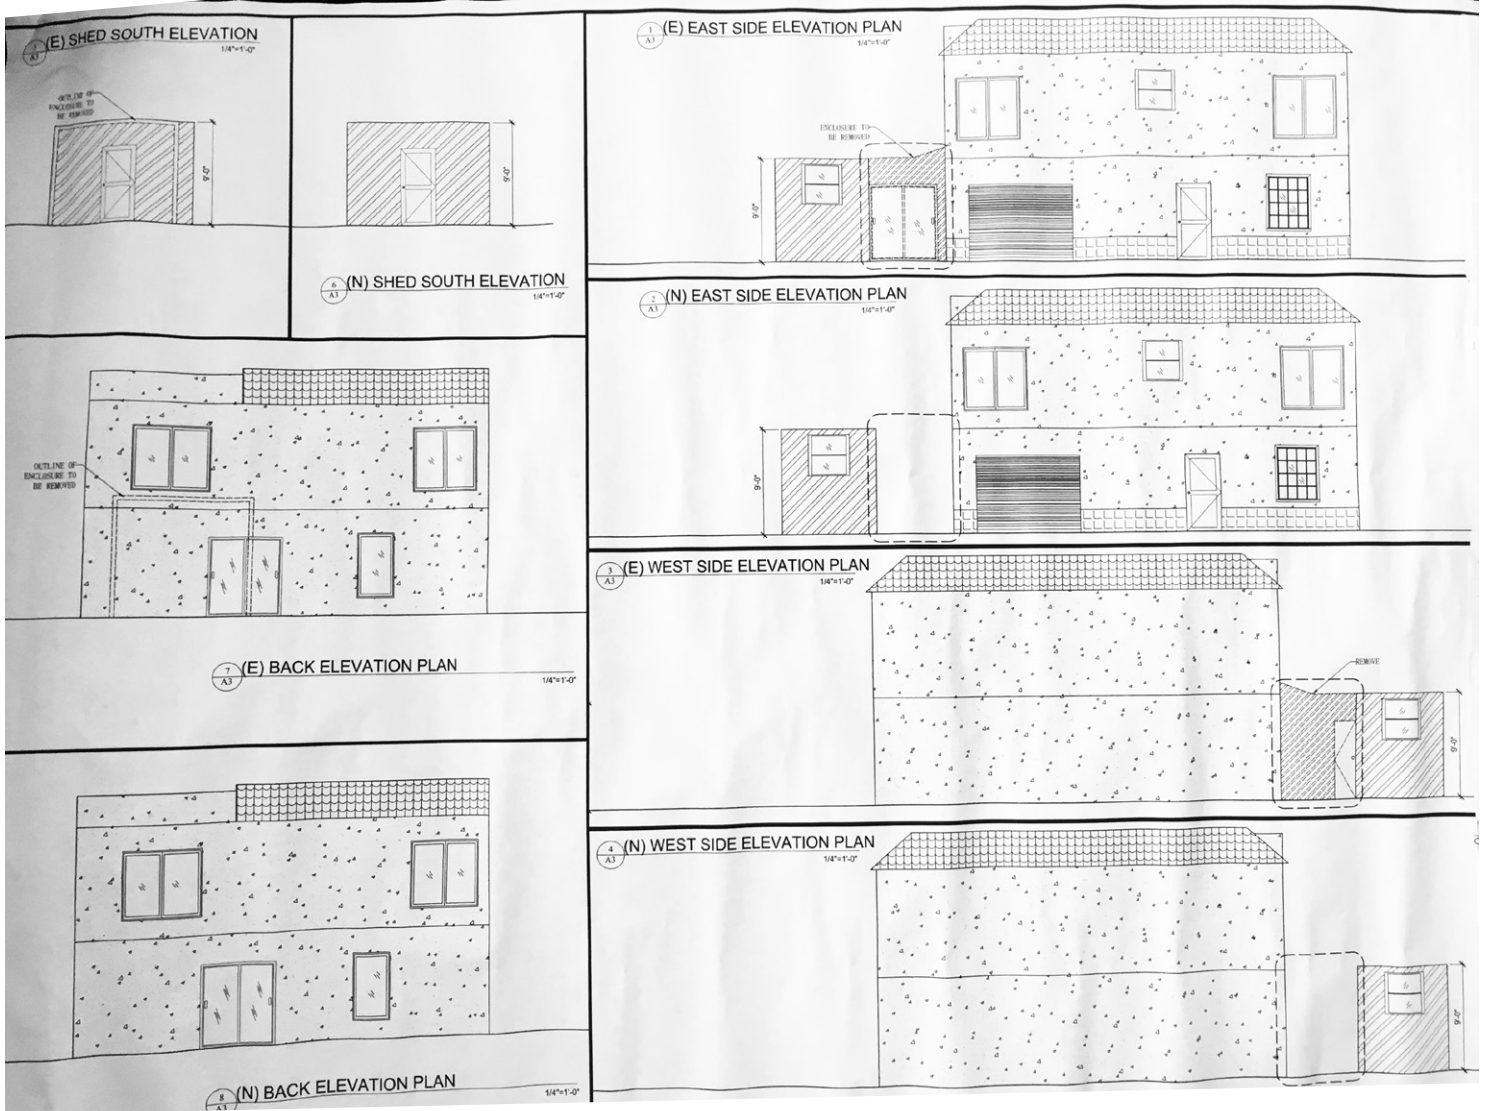 5
A3
(E) SHED SOUTH ELEVATION
1/4"=1'-0"
OUTLINE OF
ENCLOSURE TO
BE REMOVED
9'-0"
9'-0"
6
A3
(N) SHED SOUTH ELEVATION
1/4"=1'-0"
OUTLINE OF
ENCLOSURE TO
BE REMOVED
7
A3
(E) BACK ELEVATION PLAN
1/4"=1'-0"
8
A3
(N) BACK ELEVATION PLAN
1/4"=1'-0"
1
A3
(E) EAST SIDE ELEVATION PLAN
1/4"=1'-0"
ENCLOSURE TO
BE REMOVED
9'-0"
2
A3
(N) EAST SIDE ELEVATION PLAN
1/4"=1'-0"
9'-0"
3
A3
(E) WEST SIDE ELEVATION PLAN
1/4"=1'-0"
REMOVE
9'-0"
4
A3
(N) WEST SIDE ELEVATION PLAN
1/4"=1'-0"
9'-0"